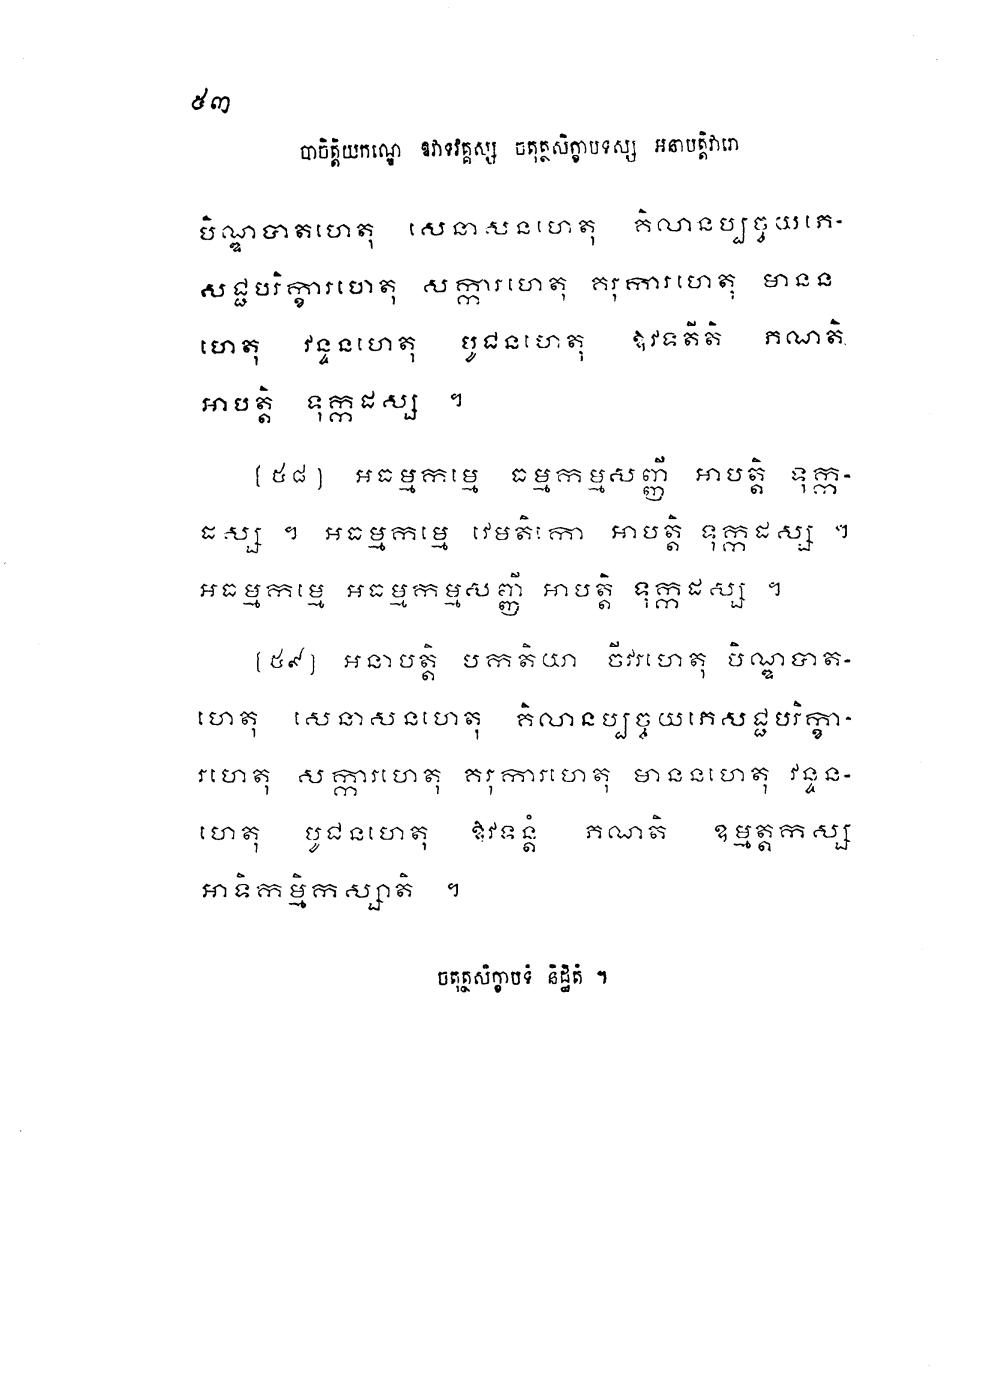 ៥៣
បាចិត្តិយកណ្ឌេ ឱវាទវគ្គស្ស ចតុត្ថសិក្ខាបទស្ស អនាបត្តិវារោ
បិណ្ឌបាតហេតុ សេនាសនហេតុ គិលានប្បច្ចយភេ-
សជ្ជបរិក្ខារហេតុ សក្ការហេតុ គរុការហេតុ មានន
ហេតុ វន្ទនហេតុ បូជនហេតុ ឱវទតីតិ ភណតិ
អាបត្តិ ទុក្កដស្ស ។
[៥៨] អធម្មកម្មេ ធម្មកម្មសញ្ញី អាបត្តិ ទុក្ក-
ដស្ស ។ អធម្មកម្មេ វេមតិកោ អាបត្តិ ទុក្កដស្ស ។
អធម្មកម្មេ អធម្មកម្មសញ្ញី អាបត្តិ ទុក្កដស្ស ។
[៥៩] អនាបត្តិ បកតិយា ចីវរហេតុ បិណ្ឌបាត-
ហេតុ សេនាសនហេតុ គិលានប្បច្ចយភេសជ្ជបរិក្ខា-
រហេតុ សក្ការហេតុ គរុការហេតុ មាននហេតុ វន្ទន-
ហេតុ បូជនហេតុ ឱវទន្តំ ភណតិ ឧម្មត្តកស្ស
អាទិកម្មិកស្សាតិ ។
ចតុត្ថសិក្ខាបទំ និដ្ឋិតំ ។